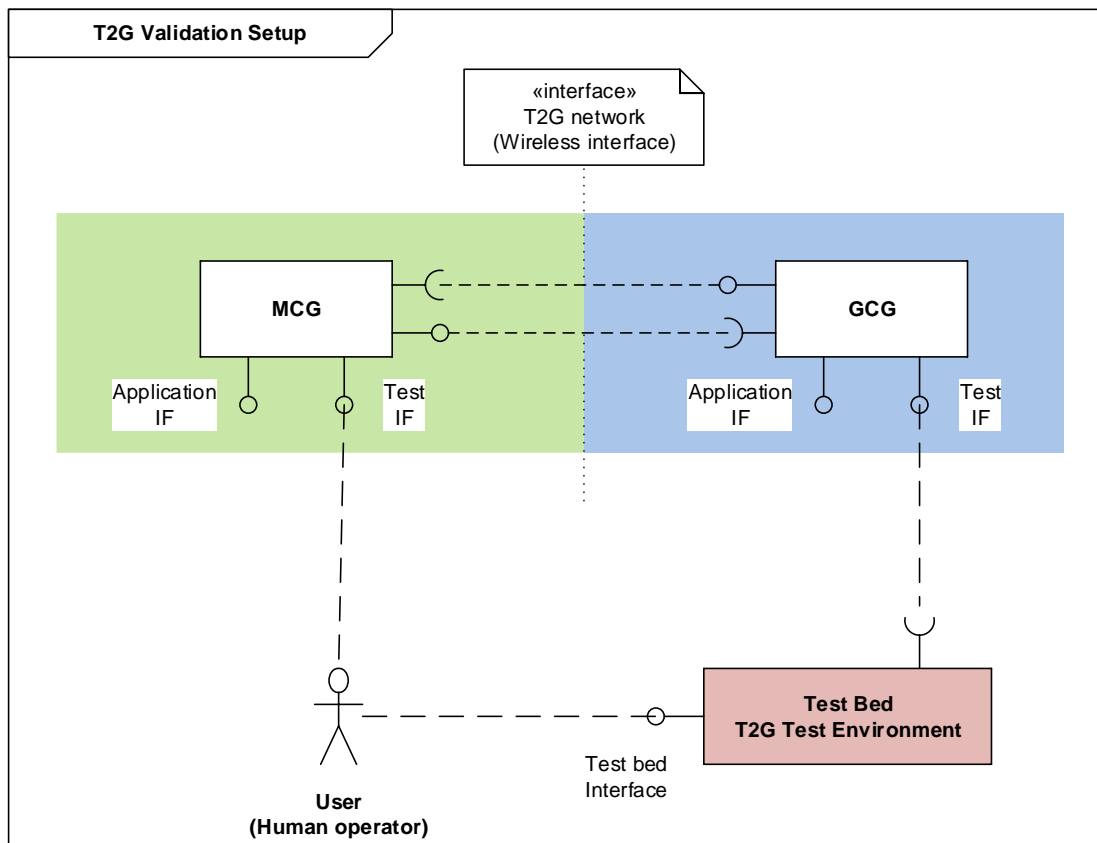 T2G Validation Setup
«interface»
T2G network
(Wireless interface)
MCG
GCG
Application
IF
Test
IF
Application
IF
Test
IF
Test Bed
T2G Test Environment
Test bed
Interface
User
(Human operator)